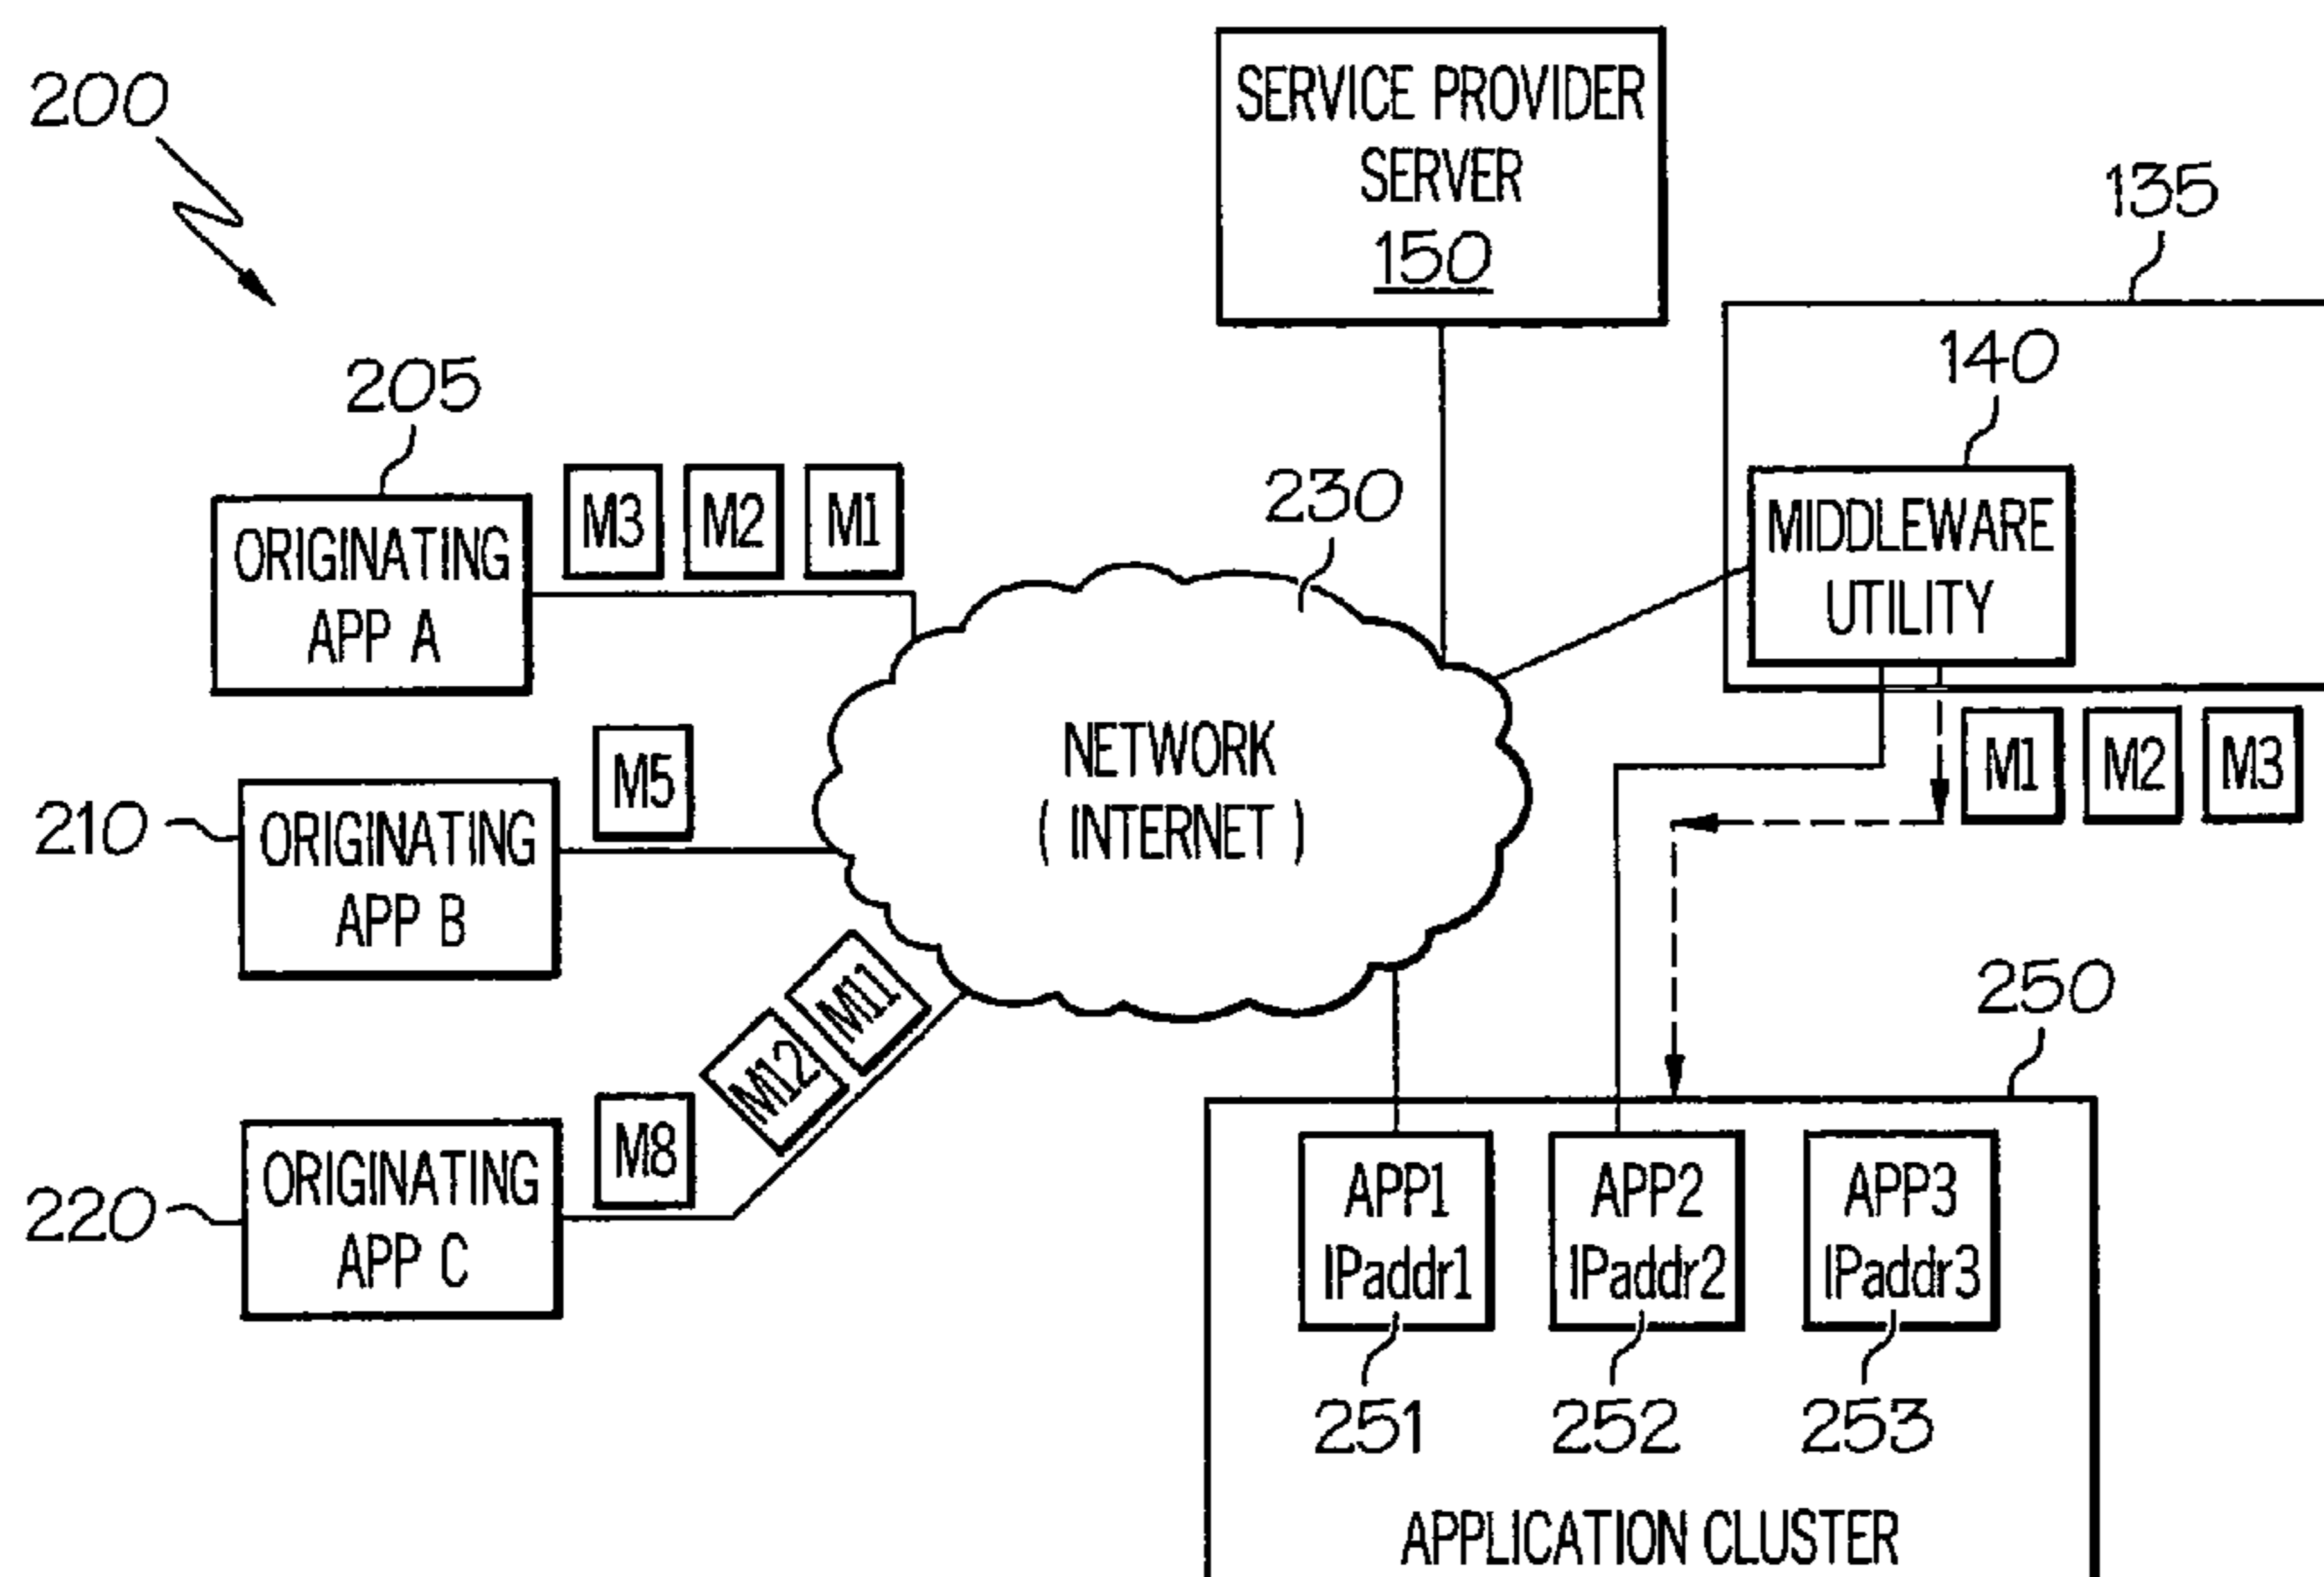 200
SERVICE PROVIDER
SERVER
150
135
140
MIDDLEWARE
UTILITY
205
M3 M2 M1
ORIGINATING
APP A
230
NETWORK
( INTERNET )
M1 M2 M3
M5
210
ORIGINATING
APP B
M11
M12
M8
220
ORIGINATING
APP C
250
APP1
IPaddr1
APP2
IPaddr2
APP3
IPaddr3
251
252
253
APPLICATION CLUSTER